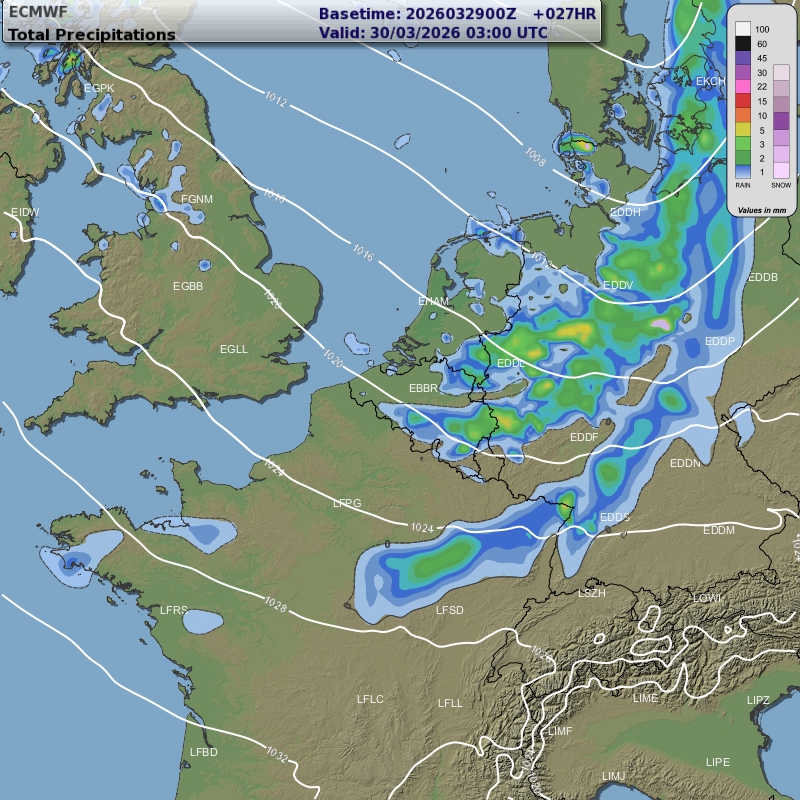 ECMWF
Basetime: 2026032900Z +027HR
Total Precipitations
Valid: 30/03/2026 03:00 UTC
100
60
45
30
22
15
10
5
3
2
1
RAIN SNOW
Values in mm
EGPK
EKCH
1012
1008
FGNM
1010
EIDW
EDDH
1016
EGBB
EDDV
EDDB
1020
EHAM
EGLL
1020
EDDL
EDDP
EBBR
EDDF
1024
EDDN
LFPG
1024
EDDS
EDDM
0
LSZH
LOWI
1028
LFRS
LFSD
LFLC
LFLL
LIME
LIPZ
LIMF
LFBD
1032
LIPE
LIMJ